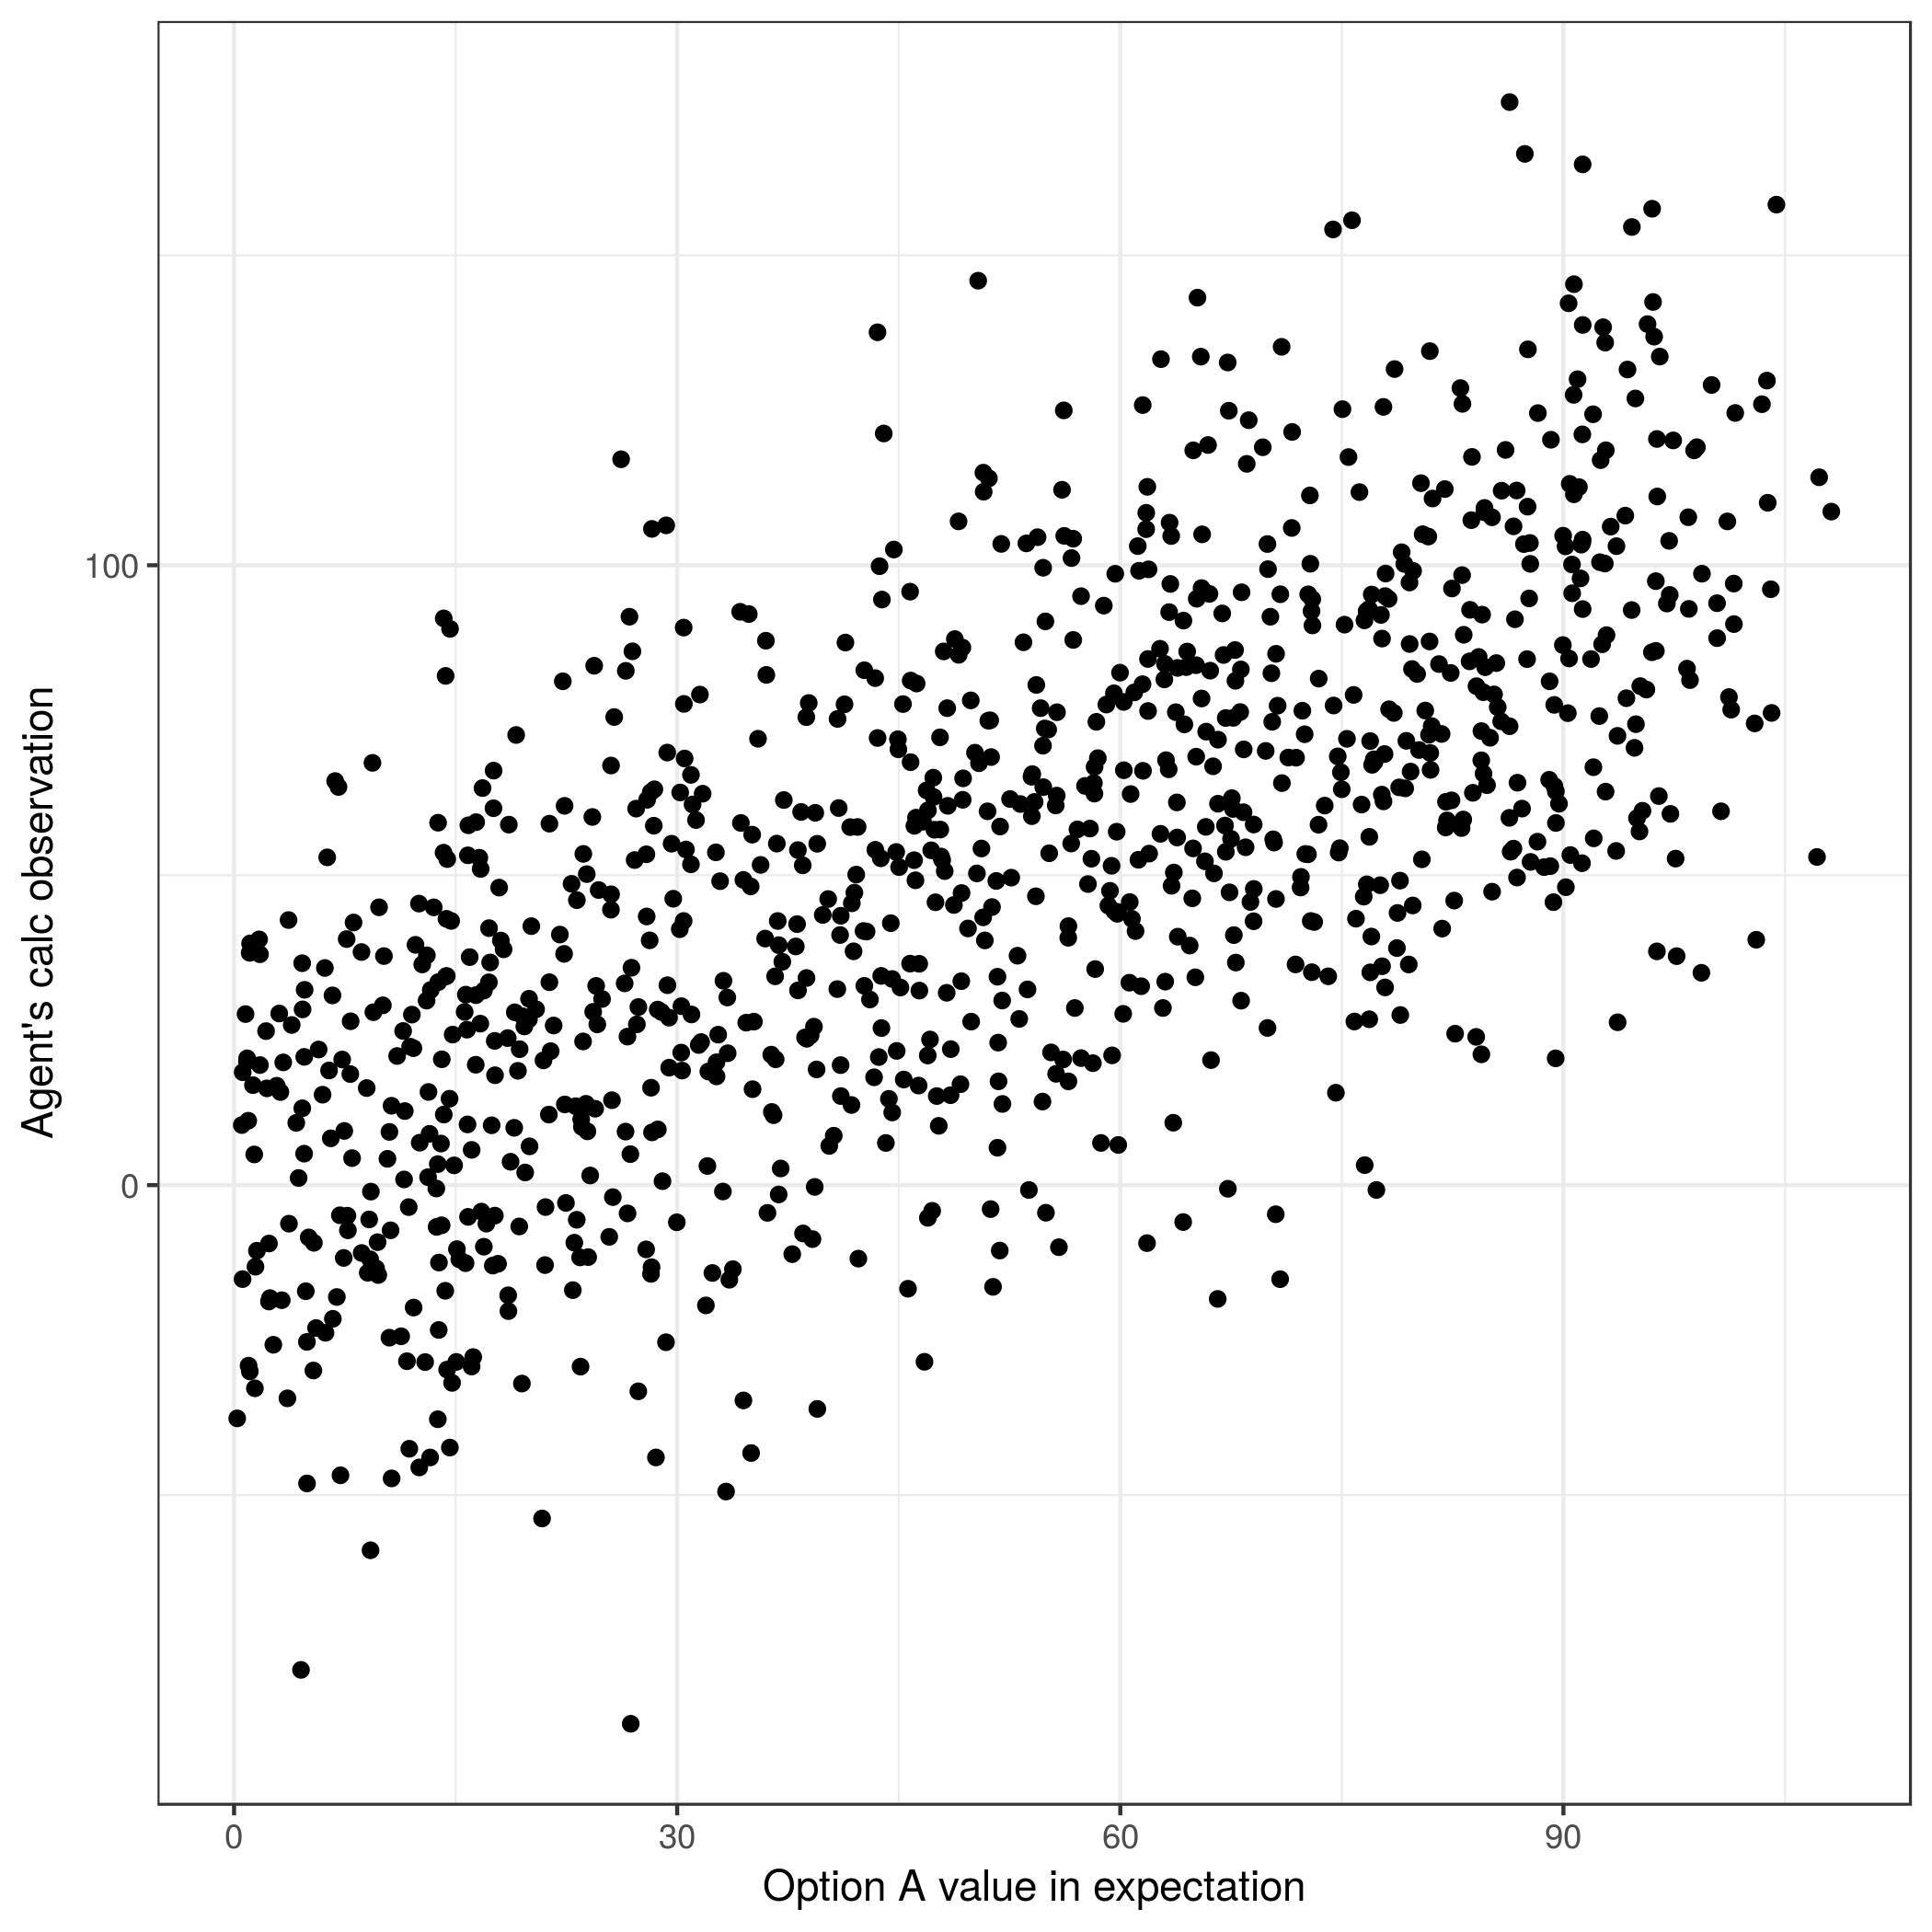 Agent's calc observation
100
0
0 30 60 90
Option A value in expectation